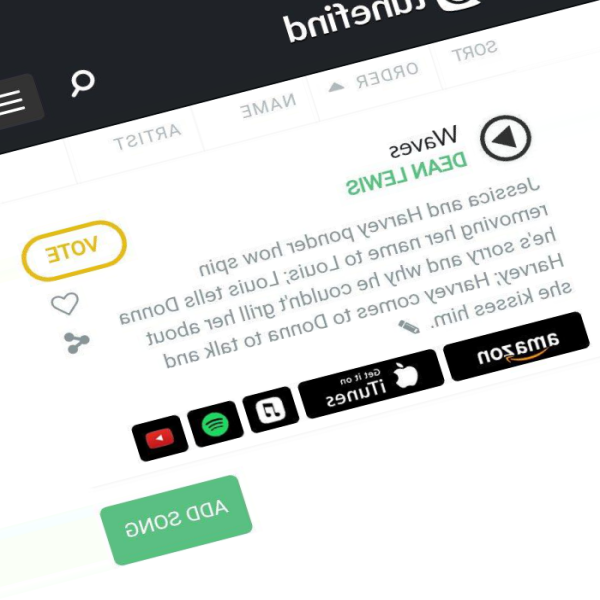 tunefind
SORT ORDER NAME ARTIST
Waves
DEAN LEWIS
Jessica and Harvey ponder how spin
removing her name to Louis; Louis tells Donna
he's sorry and why he couldn't grill her about
Harvey; Harvey comes to Donna to talk and
she kisses him.
VOTE
amazon
Get it on
iTunes
ADD SONG